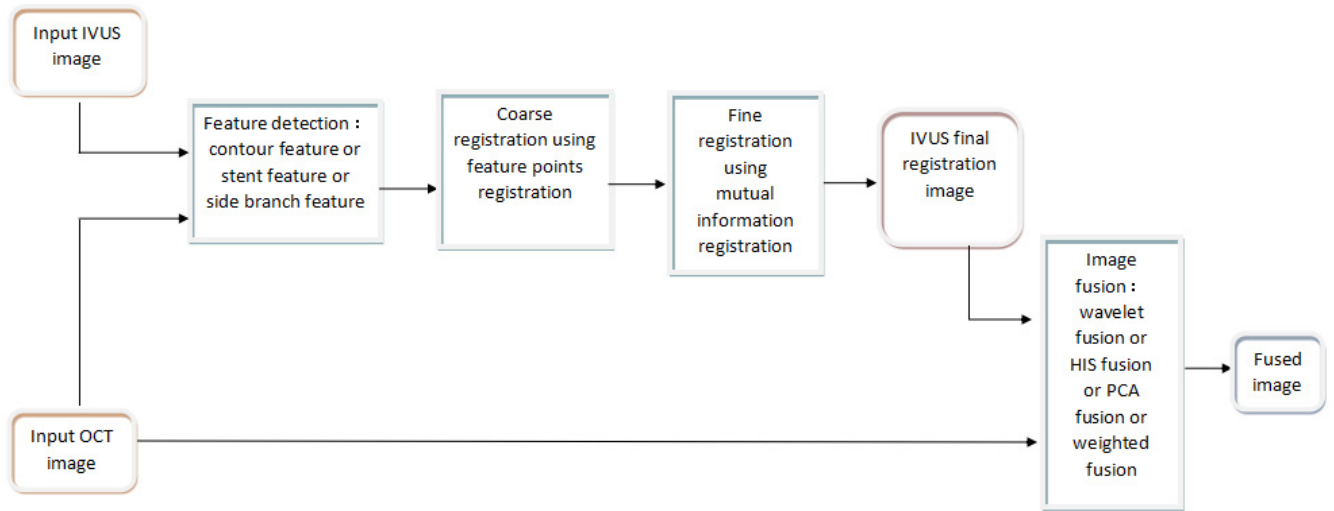 Input IVUS
image
Feature detection：
contour feature or
stent feature or
side branch feature
Coarse
registration using
feature points
registration
Fine
registration
using
mutual
information
registration
IVUS final
registration
image
Input OCT
image
Image
fusion：
wavelet
fusion or
HIS fusion
or PCA
fusion or
weighted
fusion
Fused
image